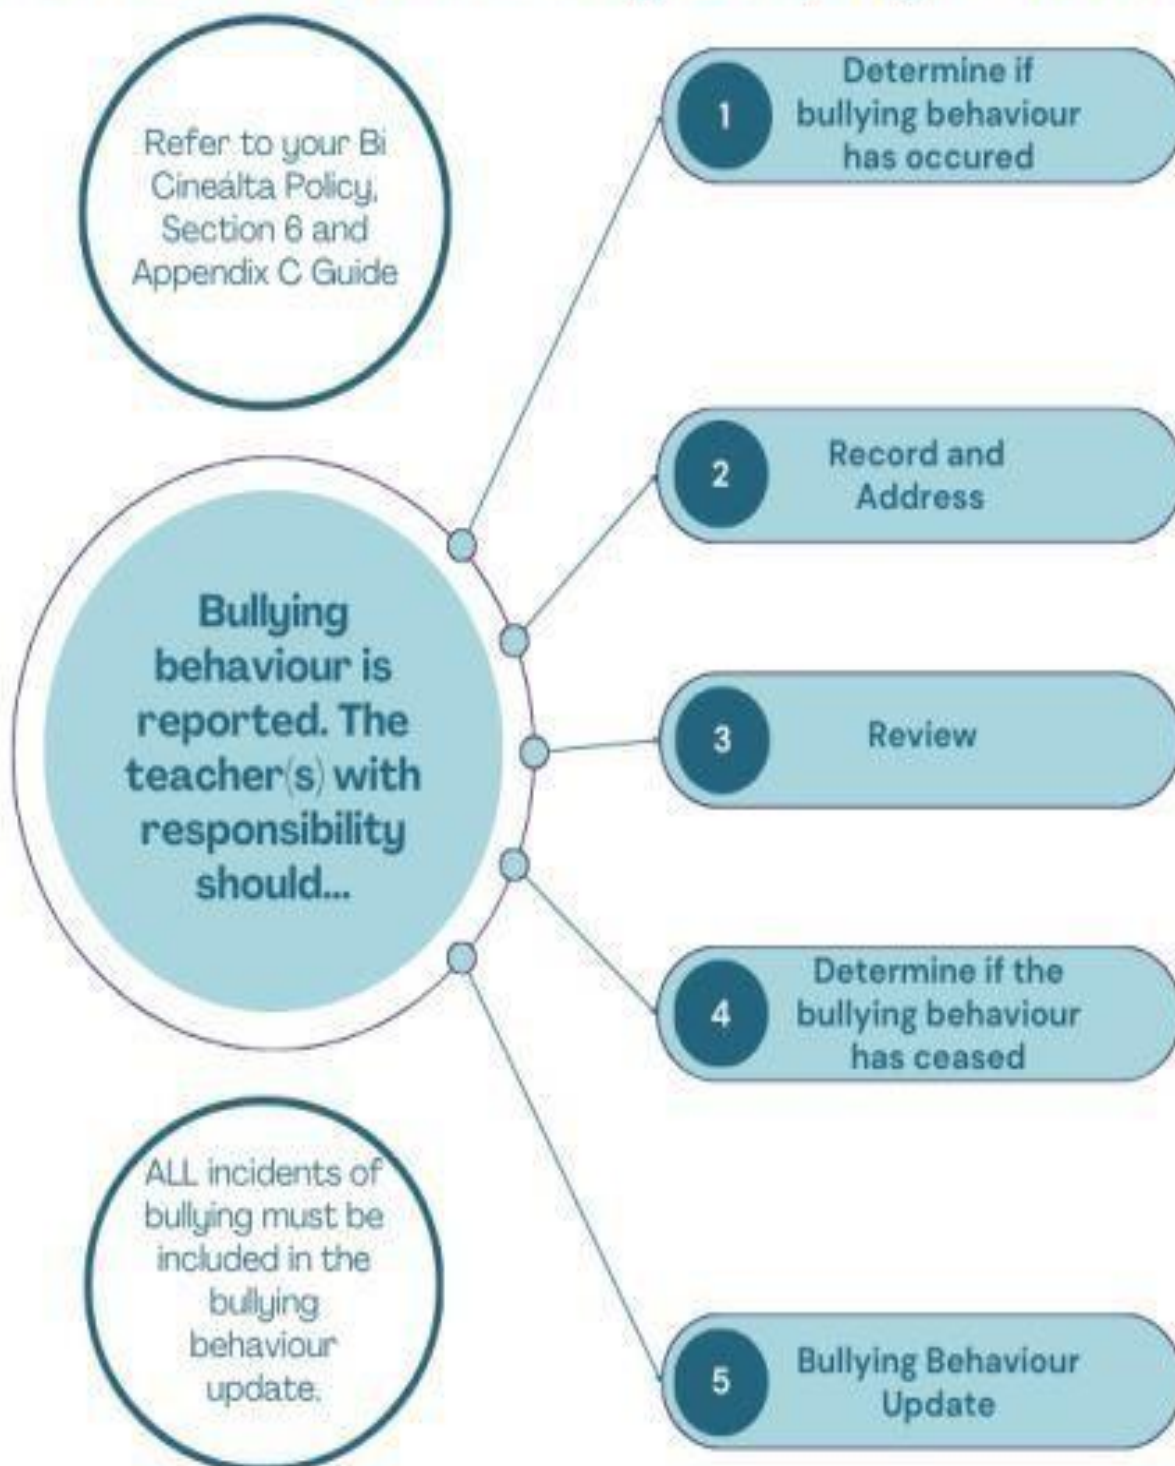 Refer to your Bi
Cineálta Policy,
Section 6 and
Appendix C Guide
Bullying
behaviour is
reported. The
teacher(s) with
responsibility
should...
ALL incidents of
bullying must be
included in the
bullying
behaviour
update.
1
Determine if
bullying behaviour
has occured
2
Record and
Address
3
Review
4
Determine if the
bullying behaviour
has ceased
5
Bullying Behaviour
Update